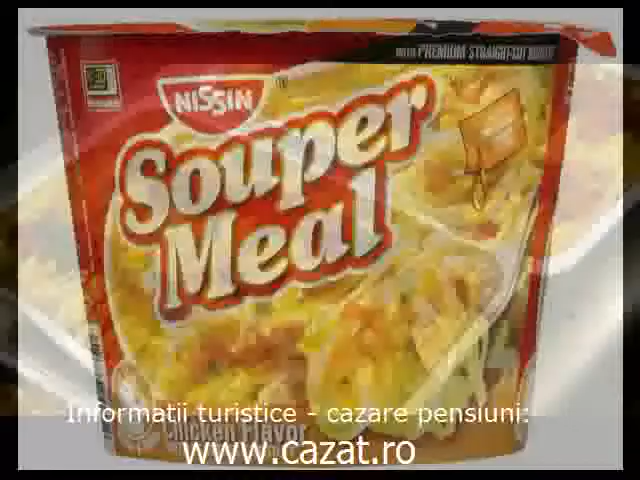 WITH PREMIUM STRAIGHT-CUT NOODLES
NISSIN
Souper
Meal
Informatii turistice - cazare pensiuni:
Chicken Flavor
www.cazat.ro